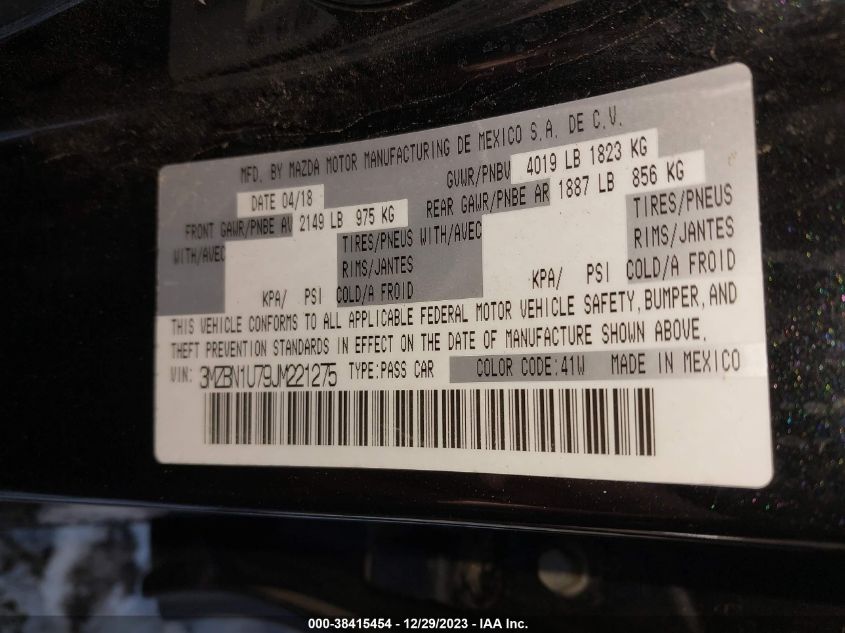 MFD. BY MAZDA MOTOR MANUFACTURING DE MEXICO S.A. DE C.V.
DATE 04/18 GVWR/PNBV 4019 LB 1823 KG
FRONT GAWR/PNBE AV 2149 LB 975 KG REAR GAWR/PNBE AR 1887 LB 856 KG
WITH/AVEC TIRES/PNEUS WITH/AVEC TIRES/PNEUS
RIMS/JANTES RIMS/JANTES
KPA/ PSI COLD/A FROID KPA/ PSI COLD/A FROID
THIS VEHICLE CONFORMS TO ALL APPLICABLE FEDERAL MOTOR VEHICLE SAFETY, BUMPER, AND
THEFT PREVENTION STANDARDS IN EFFECT ON THE DATE OF MANUFACTURE SHOWN ABOVE.
VIN: 3MZBN1U79JM221275 TYPE:PASS CAR COLOR CODE:41W MADE IN MEXICO
000-38415454 - 12/29/2023 - IAA Inc.